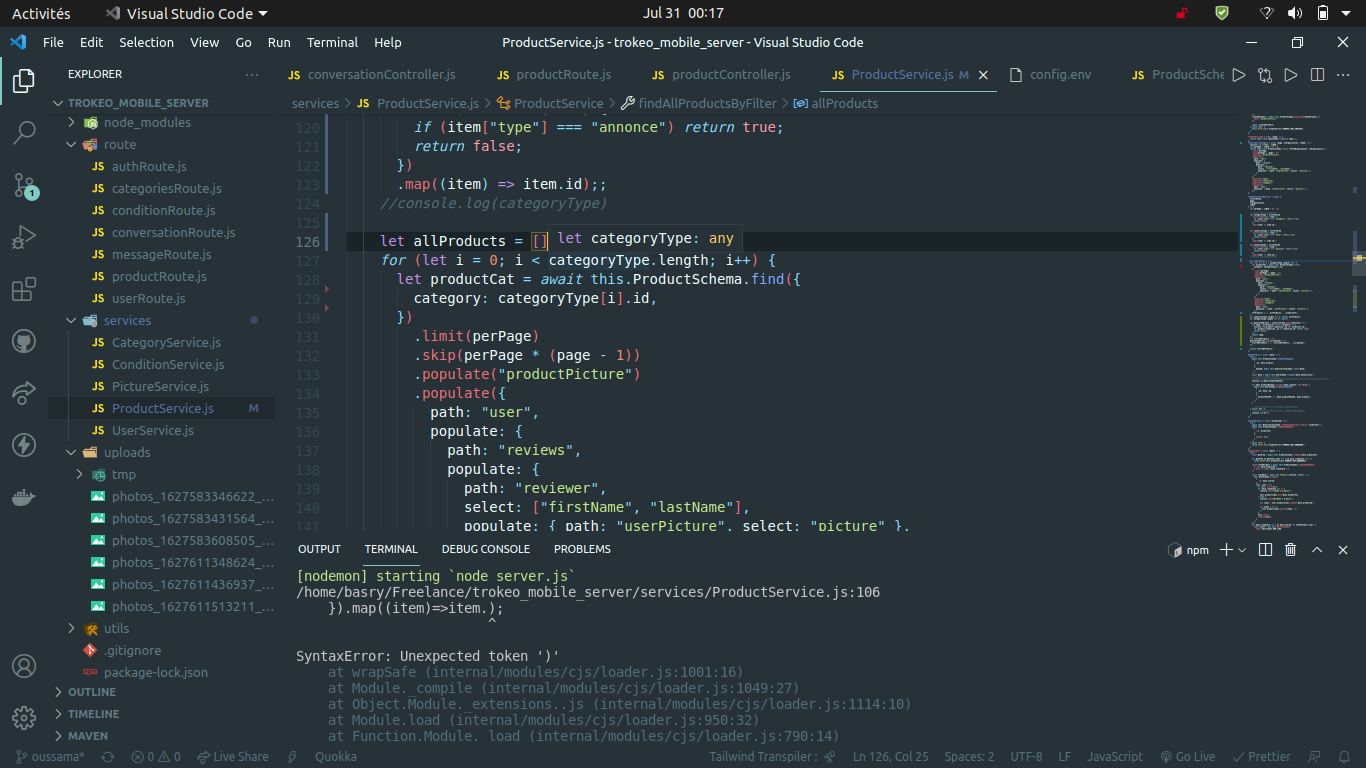 Activités Visual Studio Code Jul 31 00:17
File Edit Selection View Go Run Terminal Help ProductService.js - trokeo_mobile_server - Visual Studio Code
EXPLORER
TROKEO_MOBILE_SERVER
node_modules
route
JS authRoute.js
JS categoriesRoute.js
JS conditionRoute.js
JS conversationRoute.js
JS messageRoute.js
JS productRoute.js
JS userRoute.js
services
JS CategoryService.js
JS ConditionService.js
JS PictureService.js
JS ProductService.js M
JS UserService.js
uploads
tmp
photos_1627583346622_...
photos_1627583431564_...
photos_1627583608505_...
photos_1627611348624_...
photos_1627611436937_...
photos_1627611513211_...
utils
.gitignore
package-lock.json
OUTLINE
TIMELINE
MAVEN
1
JS conversationController.js JS productRoute.js JS productController.js JS ProductService.js M config.env JS ProductSche
services > JS ProductService.js > ProductService > findAllProductsByFilter > allProducts
120 if (item["type"] === "annonce") return true;
121 return false;
122 })
123 .map((item) => item.id);;
124 //console.log(categoryType)
125
126 let allProducts = [] let categoryType: any
127 for (let i = 0; i < categoryType.length; i++) {
128 let productCat = await this.ProductSchema.find({
129 category: categoryType[i].id,
130 })
131 .limit(perPage)
132 .skip(perPage * (page - 1))
133 .populate("productPicture")
134 .populate({
135 path: "user",
136 populate: {
137 path: "reviews",
138 populate: {
139 path: "reviewer",
140 select: ["firstName", "lastName"],
141 populate: { path: "userPicture", select: "picture" },
OUTPUT TERMINAL DEBUG CONSOLE PROBLEMS npm
[nodemon] starting `node server.js`
/home/basry/Freelance/trokeo_mobile_server/services/ProductService.js:106
}).map((item)=>item.);
^
SyntaxError: Unexpected token ')'
at wrapSafe (internal/modules/cjs/loader.js:1001:16)
at Module._compile (internal/modules/cjs/loader.js:1049:27)
at Object.Module._extensions..js (internal/modules/cjs/loader.js:1114:10)
at Module.load (internal/modules/cjs/loader.js:950:32)
at Function.Module._load (internal/modules/cjs/loader.js:790:14)
oussama* 0 0 Live Share Quokka Tailwind Transpiler : Ln 126, Col 25 Spaces: 2 UTF-8 LF JavaScript Go Live Prettier